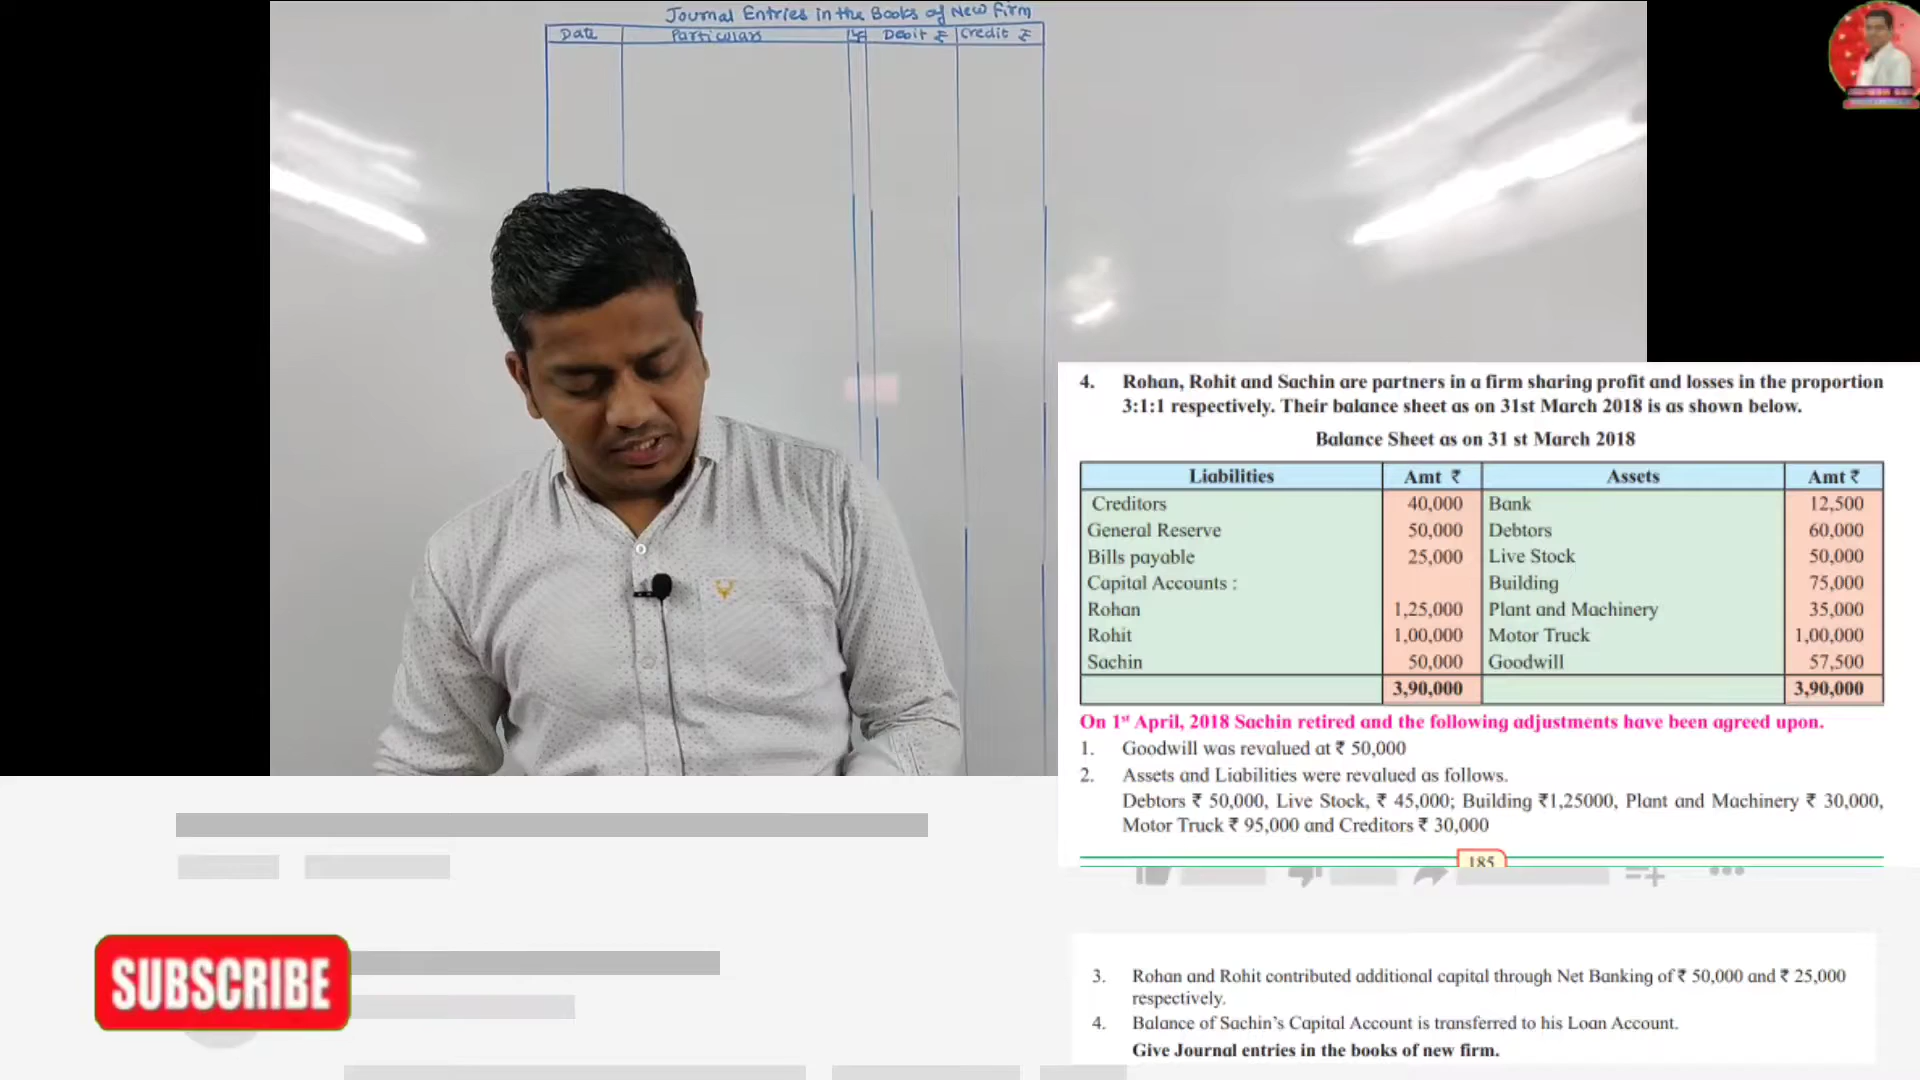 Journal Entries in the Books of New Firm
Date Particulars LF Debit ₹ Credit ₹
4. Rohan, Rohit and Sachin are partners in a firm sharing profit and losses in the proportion
3:1:1 respectively. Their balance sheet as on 31st March 2018 is as shown below.
Balance Sheet as on 31 st March 2018
Liabilities Amt ₹ Assets Amt ₹
Creditors 40,000 Bank 12,500
General Reserve 50,000 Debtors 60,000
Bills payable 25,000 Live Stock 50,000
Capital Accounts : Building 75,000
Rohan 1,25,000 Plant and Machinery 35,000
Rohit 1,00,000 Motor Truck 1,00,000
Sachin 50,000 Goodwill 57,500
3,90,000 3,90,000
On 1st April, 2018 Sachin retired and the following adjustments have been agreed upon.
1. Goodwill was revalued at ₹ 50,000
2. Assets and Liabilities were revalued as follows.
Debtors ₹ 50,000, Live Stock, ₹ 45,000; Building ₹1,25000, Plant and Machinery ₹ 30,000,
Motor Truck ₹ 95,000 and Creditors ₹ 30,000
185
3. Rohan and Rohit contributed additional capital through Net Banking of ₹ 50,000 and ₹ 25,000
respectively.
4. Balance of Sachin's Capital Account is transferred to his Loan Account.
Give Journal entries in the books of new firm.
SUBSCRIBE